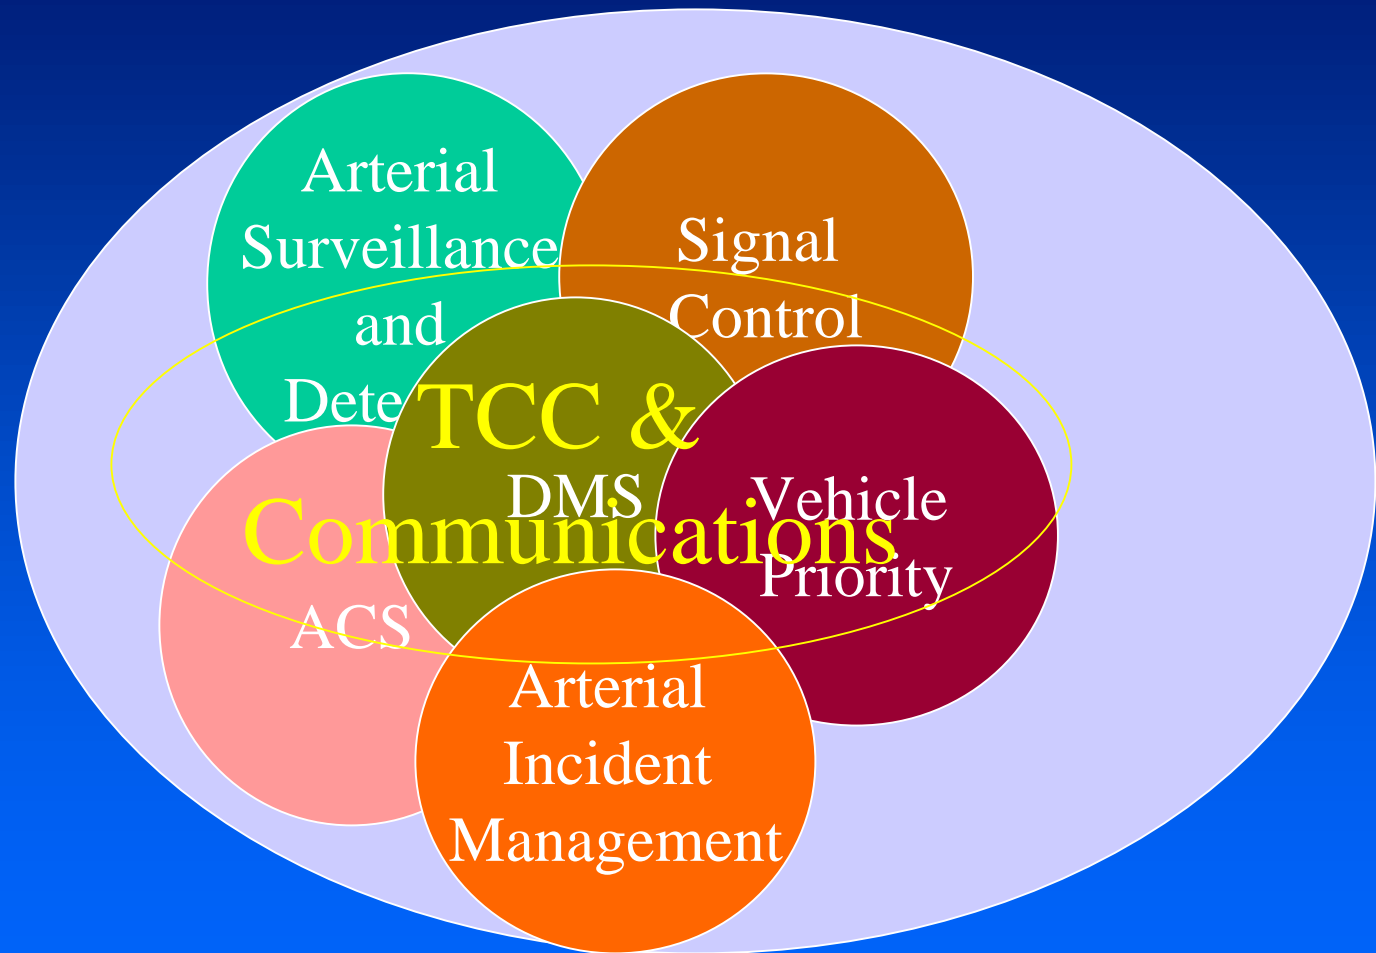 Arterial
Surveillance
and
Dete
Signal
Control
TCC &
Communications
DMS
Vehicle
Priority
ACS
Arterial
Incident
Management